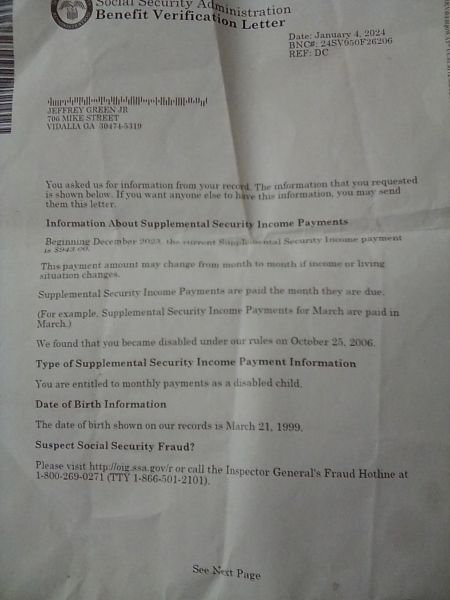 Social Security Administration
Benefit Verification Letter
Date: January 4, 2024
BNC#: 24SV950F26206
REF: DC
JEFFREY GREEN JR
706 MIKE STREET
VIDALIA GA 30474-5319
You asked us for information from your record. The information that you requested
is shown below. If you want anyone else to have this information, you may send
them this letter.
Information About Supplemental Security Income Payments
Beginning December 2023, the current Supplemental Security Income payment
is $943.00.
This payment amount may change from month to month if income or living
situation changes.
Supplemental Security Income Payments are paid the month they are due.
(For example, Supplemental Security Income Payments for March are paid in
March.)
We found that you became disabled under our rules on October 25, 2006.
Type of Supplemental Security Income Payment Information
You are entitled to monthly payments as a disabled child.
Date of Birth Information
The date of birth shown on our records is March 21, 1999.
Suspect Social Security Fraud?
Please visit http://oig.ssa.gov/r or call the Inspector General's Fraud Hotline at
1-800-269-0271 (TTY 1-866-501-2101).
See Next Page